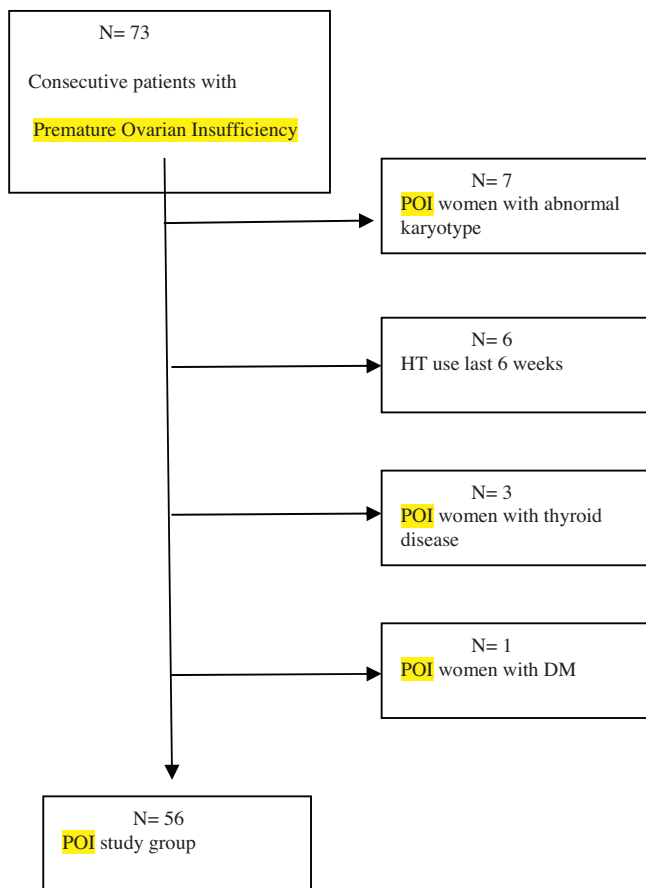 N= 73
Consecutive patients with
Premature Ovarian Insufficiency
N= 7
POI women with abnormal
karyotype
N= 6
HT use last 6 weeks
N= 3
POI women with thyroid
disease
N= 1
POI women with DM
N= 56
POI study group